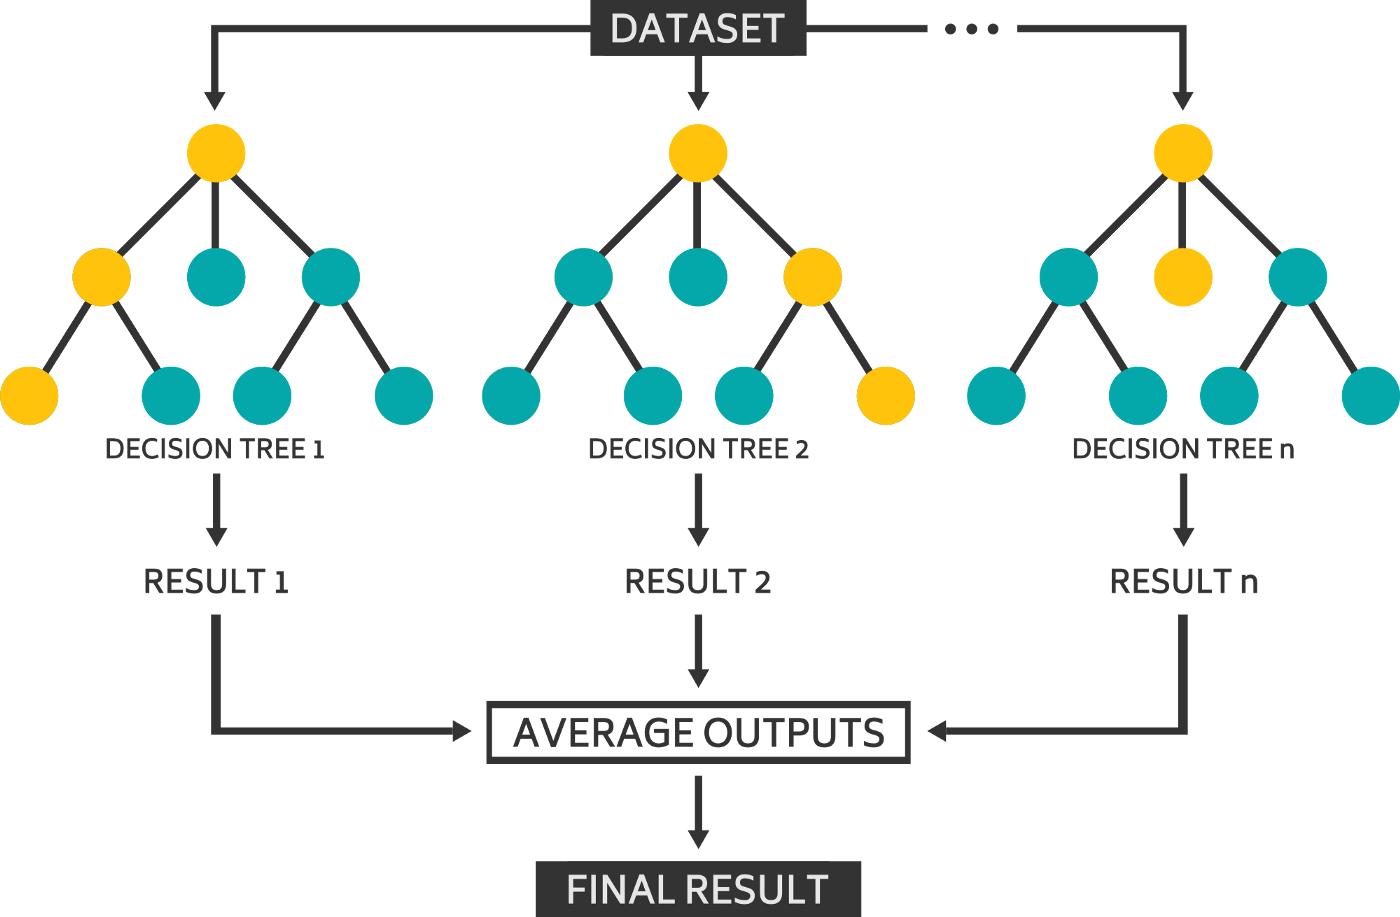 DATASET
DECISION TREE 1
DECISION TREE 2
DECISION TREE n
RESULT 1
RESULT 2
RESULT n
AVERAGE OUTPUTS
FINAL RESULT